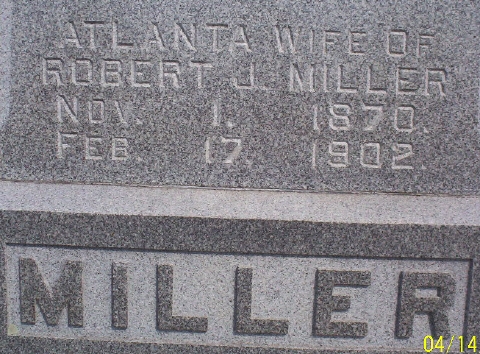 ATLANTA WIFE OF
ROBERT J. MILLER
NOV. 1. 1870.
FEB. 17. 1902.
MILLER
04/14